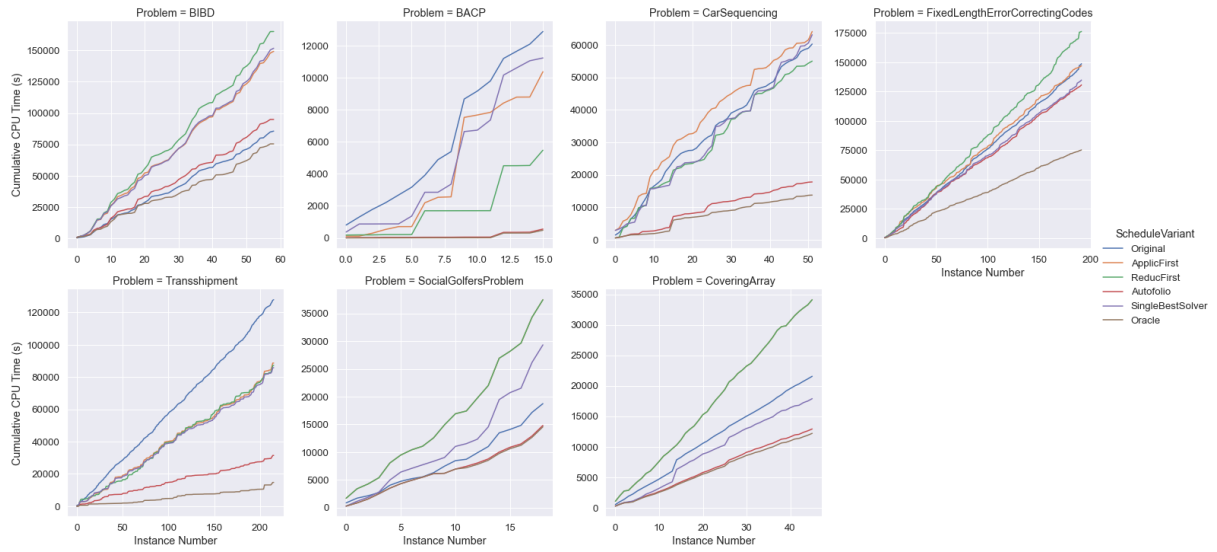 Problem = BIBD
Problem = BACP
Problem = CarSequencing
Problem = FixedLengthErrorCorrectingCodes
Cumulative CPU Time (s)
150000
125000
100000
75000
50000
25000
0
0 10 20 30 40 50 60
12000
10000
8000
6000
4000
2000
0
0.0 2.5 5.0 7.5 10.0 12.5 15.0
Instance Number
60000
50000
40000
30000
20000
10000
0
0 10 20 30 40 50
Instance Number
175000
150000
125000
100000
75000
50000
25000
0
0 50 100 150 200
Instance Number
ScheduleVariant
Original
ApplicFirst
ReducFirst
Autofolio
SingleBestSolver
Oracle
Problem = Transshipment
Problem = SocialGolfersProblem
Problem = CoveringArray
Cumulative CPU Time (s)
120000
100000
80000
60000
40000
20000
0
0 50 100 150 200
Instance Number
35000
30000
25000
20000
15000
10000
5000
0
0 5 10 15
Instance Number
35000
30000
25000
20000
15000
10000
5000
0
0 10 20 30 40
Instance Number